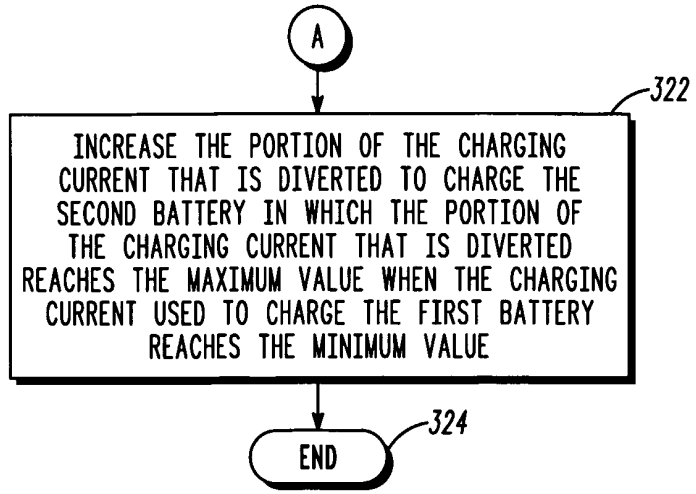 A
322
INCREASE THE PORTION OF THE CHARGING
CURRENT THAT IS DIVERTED TO CHARGE THE
SECOND BATTERY IN WHICH THE PORTION OF
THE CHARGING CURRENT THAT IS DIVERTED
REACHES THE MAXIMUM VALUE WHEN THE CHARGING
CURRENT USED TO CHARGE THE FIRST BATTERY
REACHES THE MINIMUM VALUE
324
END